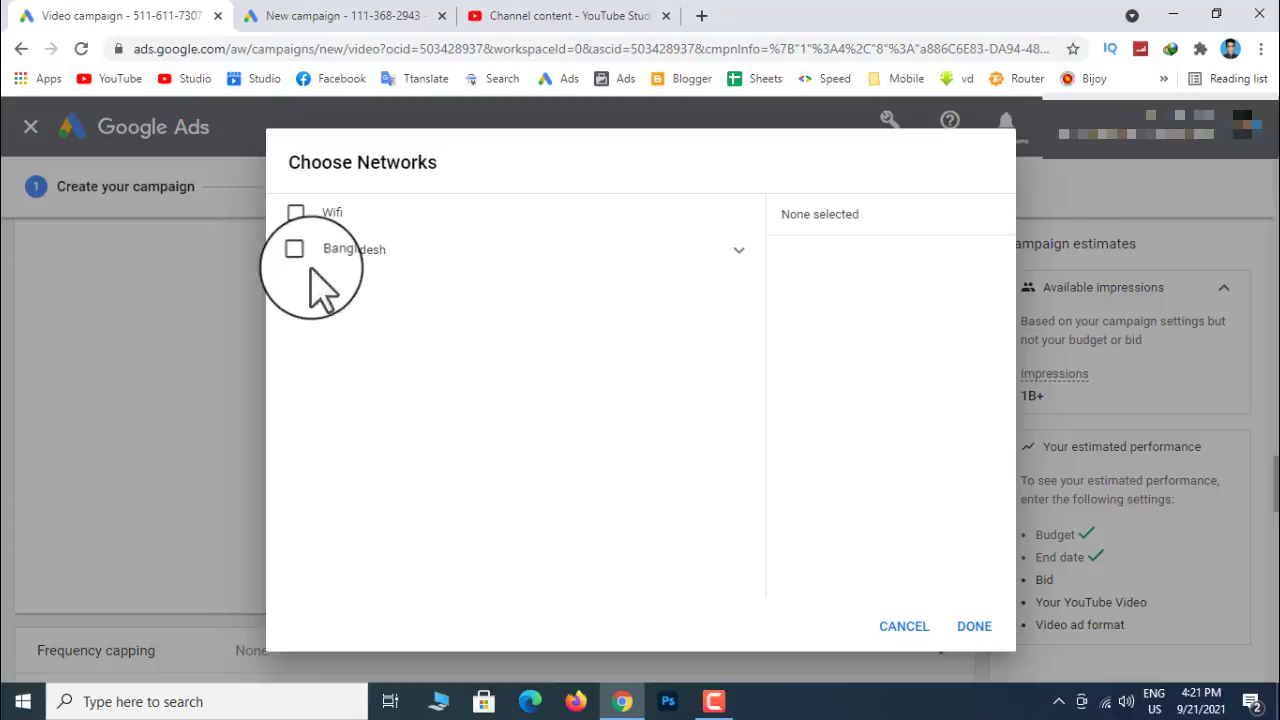 Video campaign - 511-611-7307
New campaign - 111-368-2943 -
Channel content - YouTube Stud
ads.google.com/aw/campaigns/new/video?ocid=503428937&workspaceId=0&ascid=503428937&cmpnInfo=%7B"1"%3A4%2C"8"%3A"a886C6E83-DA94-48...
Apps
YouTube
Studio
Studio
Facebook
Translate
Search
Ads
Ads
Blogger
Sheets
Speed
Mobile
vd
Router
Bijoy
»
Reading list
Google Ads
1 Create your campaign
Choose Networks
Wifi
Bangladesh
None selected
CANCEL
DONE
ampaign estimates
Available impressions
Based on your campaign settings but
not your budget or bid
Impressions
1B+
Your estimated performance
To see your estimated performance,
enter the following settings:
• Budget
• End date
• Bid
• Your YouTube Video
• Video ad format
Frequency capping
None
Type here to search
ENG
US
4:21 PM
9/21/2021
2